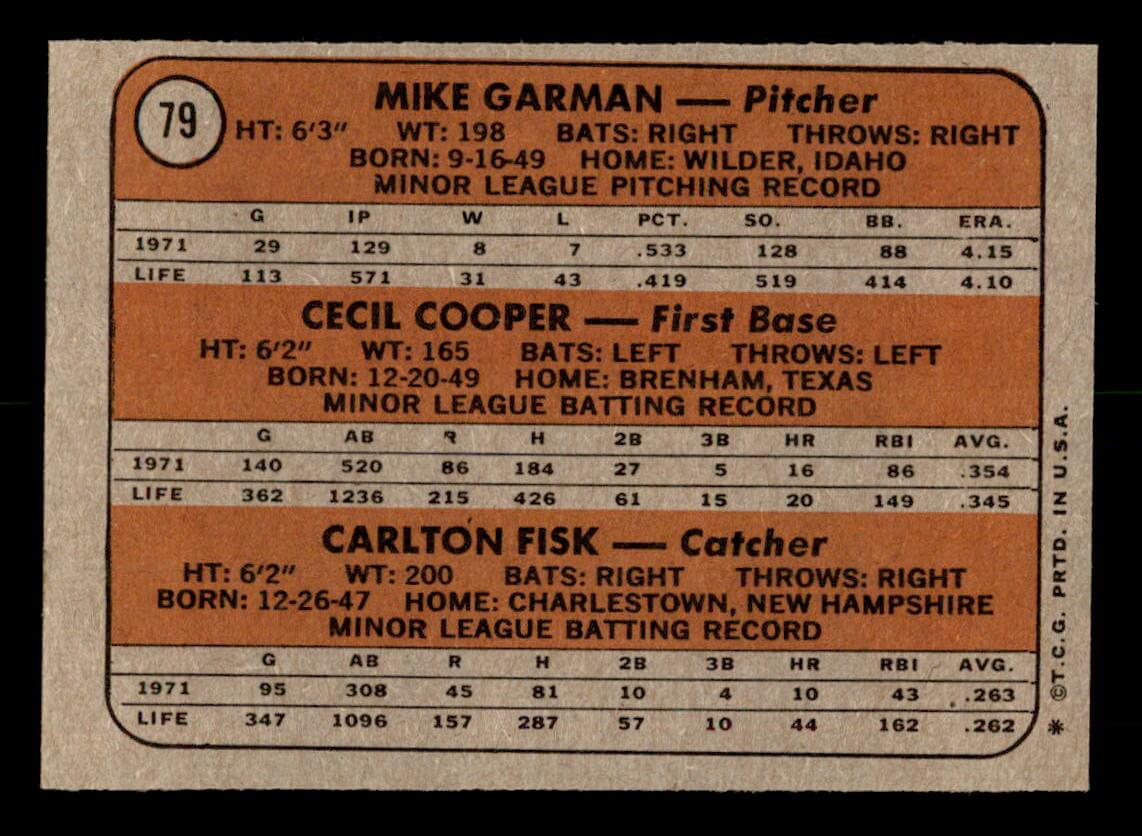 79
MIKE GARMAN — Pitcher
HT: 6'3" WT: 198 BATS: RIGHT THROWS: RIGHT
BORN: 9-16-49 HOME: WILDER, IDAHO
MINOR LEAGUE PITCHING RECORD
G IP W L PCT. SO. BB. ERA.
1971 29 129 8 7 .533 128 88 4.15
LIFE 113 571 31 43 .419 519 414 4.10
CECIL COOPER — First Base
HT: 6'2" WT: 165 BATS: LEFT THROWS: LEFT
BORN: 12-20-49 HOME: BRENHAM, TEXAS
MINOR LEAGUE BATTING RECORD
G AB R H 2B 3B HR RBI AVG.
1971 140 520 86 184 27 5 16 86 .354
LIFE 362 1236 215 426 61 15 20 149 .345
CARLTON FISK — Catcher
HT: 6'2" WT: 200 BATS: RIGHT THROWS: RIGHT
BORN: 12-26-47 HOME: CHARLESTOWN, NEW HAMPSHIRE
MINOR LEAGUE BATTING RECORD
G AB R H 2B 3B HR RBI AVG.
1971 95 308 45 81 10 4 10 43 .263
LIFE 347 1096 157 287 57 10 44 162 .262
* ©T.C.G. PRTD. IN U.S.A.